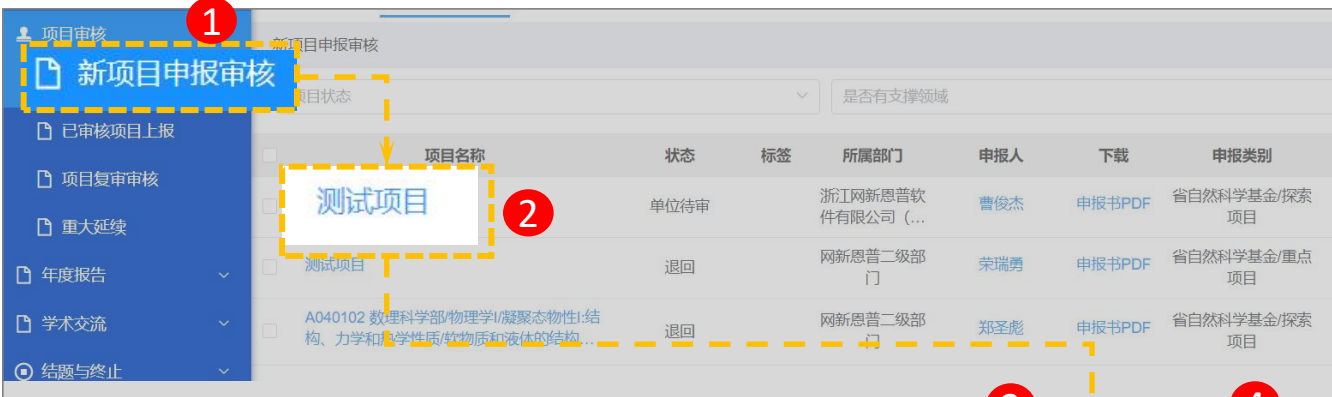 项目审核
1
新项目申报审核
新项目申报审核
项目状态
是否有支撑领域
已审核项目上报
项目复审审核
重大延续
年度报告
学术交流
结题与终止
项目名称 状态 标签 所属部门 申报人 下载 申报类别
测试项目
2
单位待审
浙江网新恩普软
件有限公司（...
曹俊杰
申报书PDF
省自然科学基金/探索
项目
测试项目
退回
网新恩普二级部
门
荣瑞勇
申报书PDF
省自然科学基金/重点
项目
A040102 数理科学部/物理学I/凝聚态物性I:结
构、力学和热学性质/软物质和液体的结构...
退回
网新恩普二级部
门
郑圣彪
申报书PDF
省自然科学基金/探索
项目